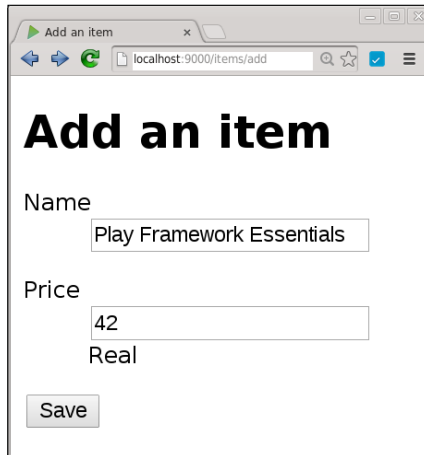 Add an item
localhost:9000/items/add
Add an item
Name
Play Framework Essentials
Price
42
Real
Save